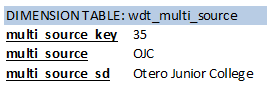 DIMENSION TABLE: wdt_multi_source
multi_source_key 35
multi_source OJC
multi_source_sd Otero Junior College